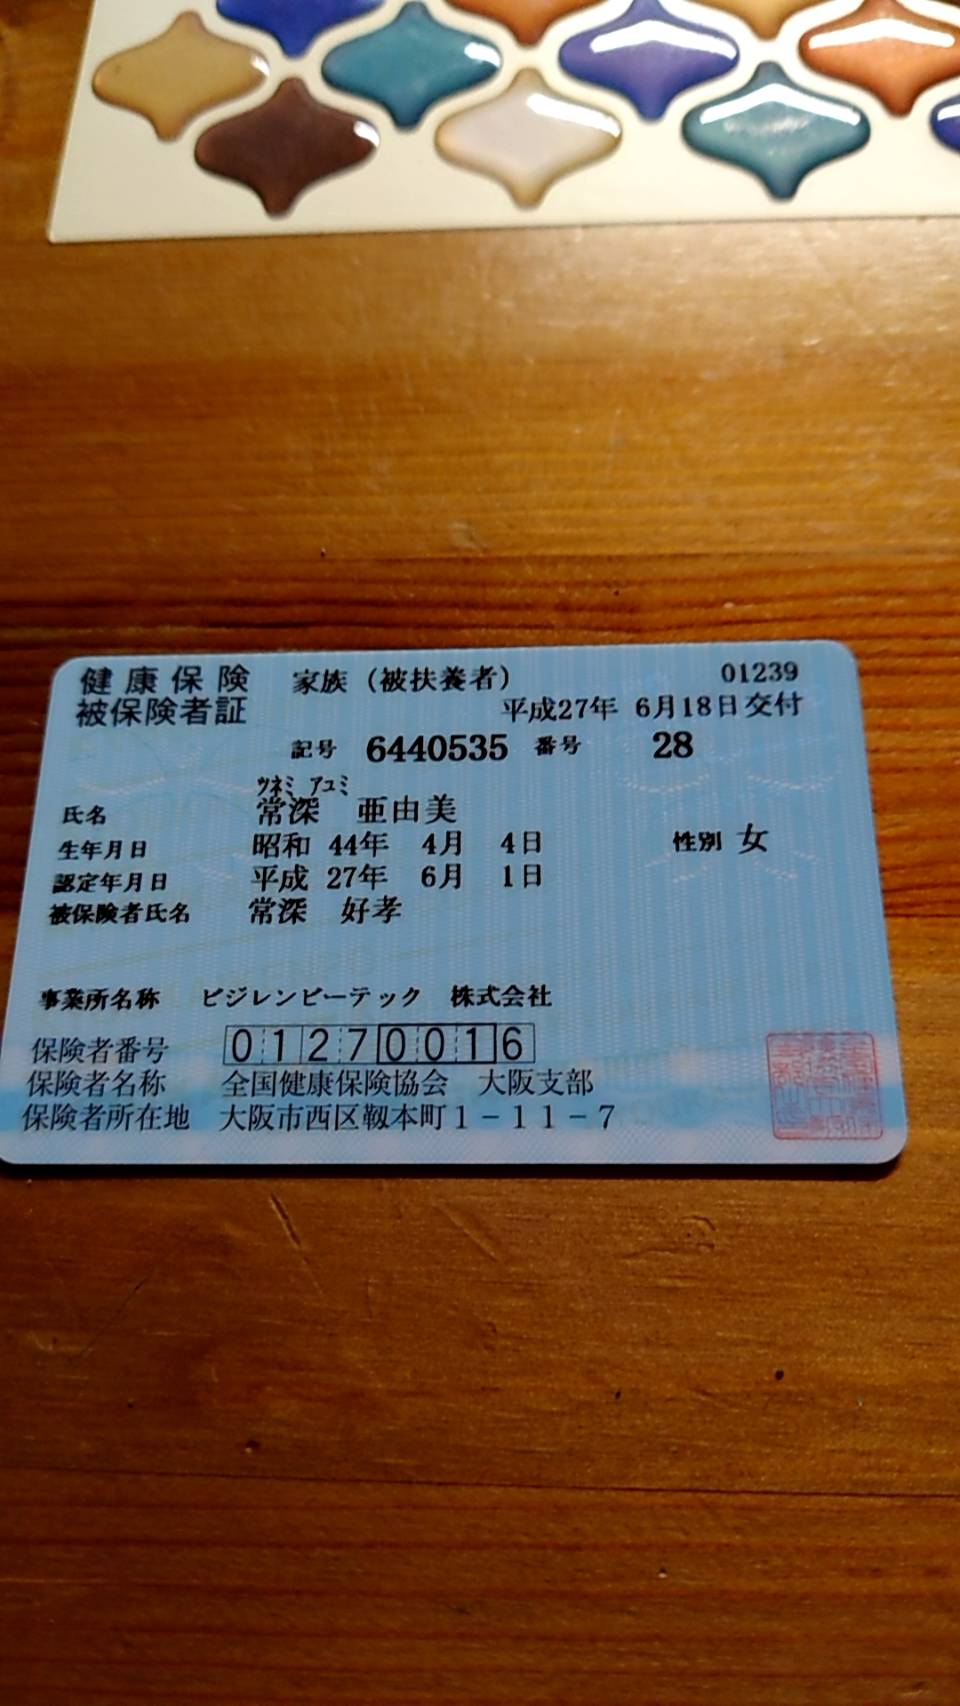 健康保険 家族（被扶養者） 01239
被保険者証 平成27年 6月18日交付
記号 6440535 番号 28
ﾂﾈﾐ ｱﾕﾐ
氏名 常深 亜由美
生年月日 昭和 44年 4月 4日 性別 女
認定年月日 平成 27年 6月 1日
被保険者氏名 常深 好孝
事業所名称 ビジレンビーテック 株式会社
保険者番号 01270016
保険者名称 全国健康保険協会 大阪支部
保険者所在地 大阪市西区靱本町1-11-7